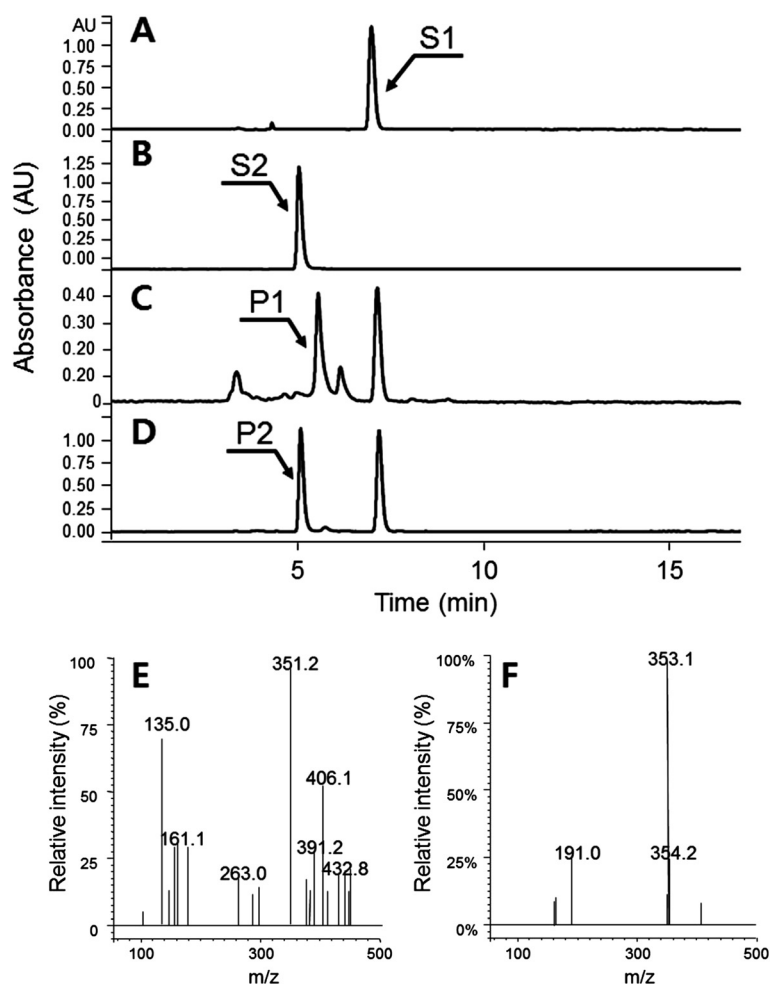 AU
A
S1
1.00
0.75
0.50
0.25
0.00
B
S2
1.25
1.00
0.75
0.50
0.25
0.00
C
P1
0.40
0.30
0.20
0.20
0
D
P2
1.00
0.75
0.50
0.25
0.00
Absorbance (AU)
5 10 15
Time (min)
E
100
75
50
25
0
351.2
135.0
406.1
161.1
391.2
263.0
432.8
100 300 500
m/z
Relative intensity (%)
F
100%
75%
50%
25%
0%
353.1
191.0
354.2
100 300 500
m/z
Relative intensity (%)